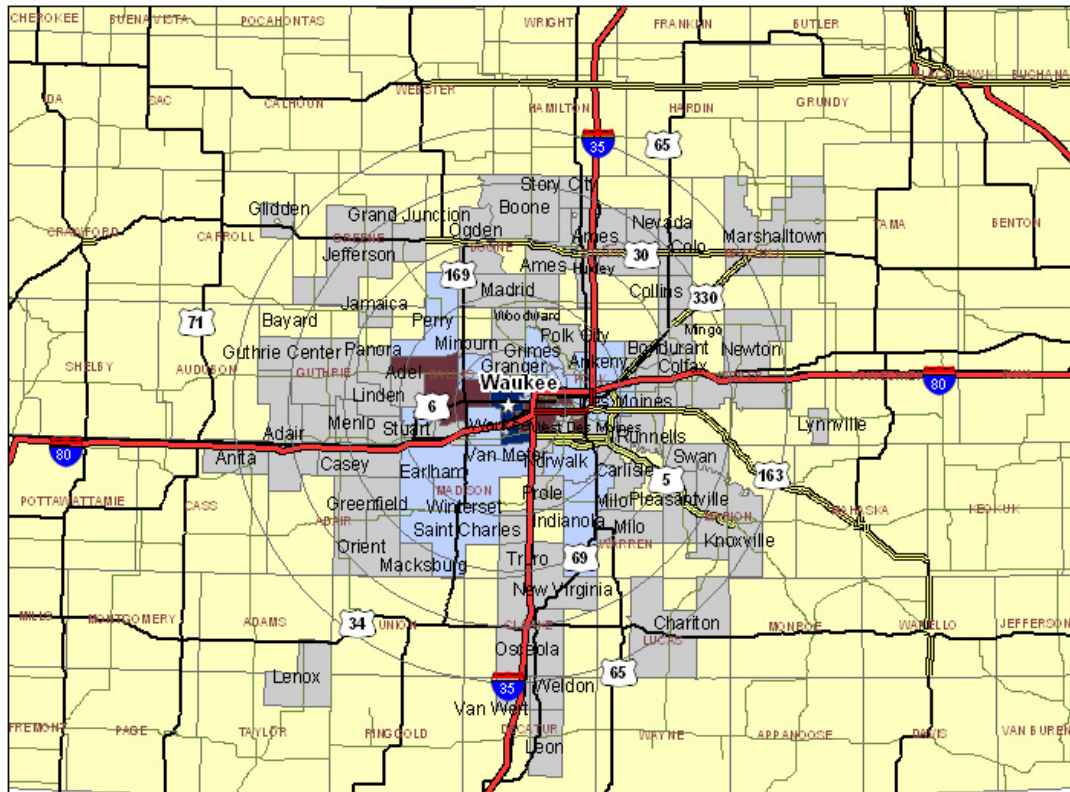 CHEROKEE
BUENA VISTA
POCAHONTAS
WRIGHT
FRANKLIN
BUTLER
IDA
SAC
CALHOUN
WEBSTER
HAMILTON
HARDIN
GRUNDY
BLACK HAWK
BUCHANA
35
65
Glidden
Grand Junction
Ogden
Story City
Boone
Nevada
Marshalltown
CRAWFORD
CARROLL
GREENE
Jefferson
BOONE
Ames
30
Colo
TAMA
BENTON
169
Ames
Huxley
Collins
330
Madrid
Jamaica
71
Bayard
Perry
Woodward
Polk City
Mingo
Minburn
Grimes
Bondurant
Newton
Guthrie Center
Panora
Granger
Ankeny
Colfax
SHELBY
AUDUBON
GUTHRIE
Adel
Waukee
80
Linden
6
Des Moines
Menlo
Stuart
West Des Moines
Runnells
Lynnville
Adair
80
Anita
Casey
Van Meter
Norwalk
Swan
Earlham
Carlisle
5
163
POTTAWATTAMIE
CASS
Greenfield
MADISON
Winterset
Prole
Milo
Pleasantville
MARION
MAHASKA
KEOKUK
ADAIR
Saint Charles
Indianola
Milo
WARREN
Knoxville
Orient
Macksburg
Truro
69
New Virginia
MILLS
MONTGOMERY
ADAMS
34
UNION
CLARKE
Chariton
LUCAS
MONROE
WAPELLO
JEFFERSON
Osceola
65
Lenox
35
Weldon
Van Wert
FREMONT
PAGE
TAYLOR
RINGGOLD
DECATUR
Leon
WAYNE
APPANOOSE
DAVIS
VAN BUREN